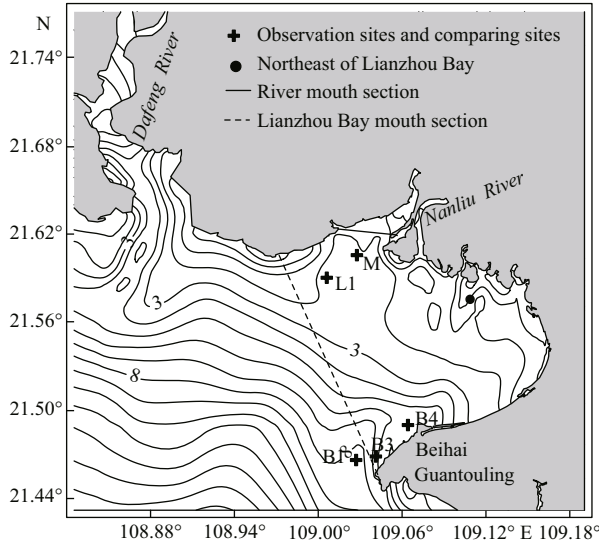 N
Observation sites and comparing sites
Northeast of Lianzhou Bay
River mouth section
Lianzhou Bay mouth section
21.74°
21.68°
21.62°
21.56°
21.50°
21.44°
Dafeng River
Nanliu River
M
L1
3
3
3
8
B4
B3
B1
8
Beihai
Guantouling
108.88°
108.94°
109.00°
109.06°
109.12° E
109.18°